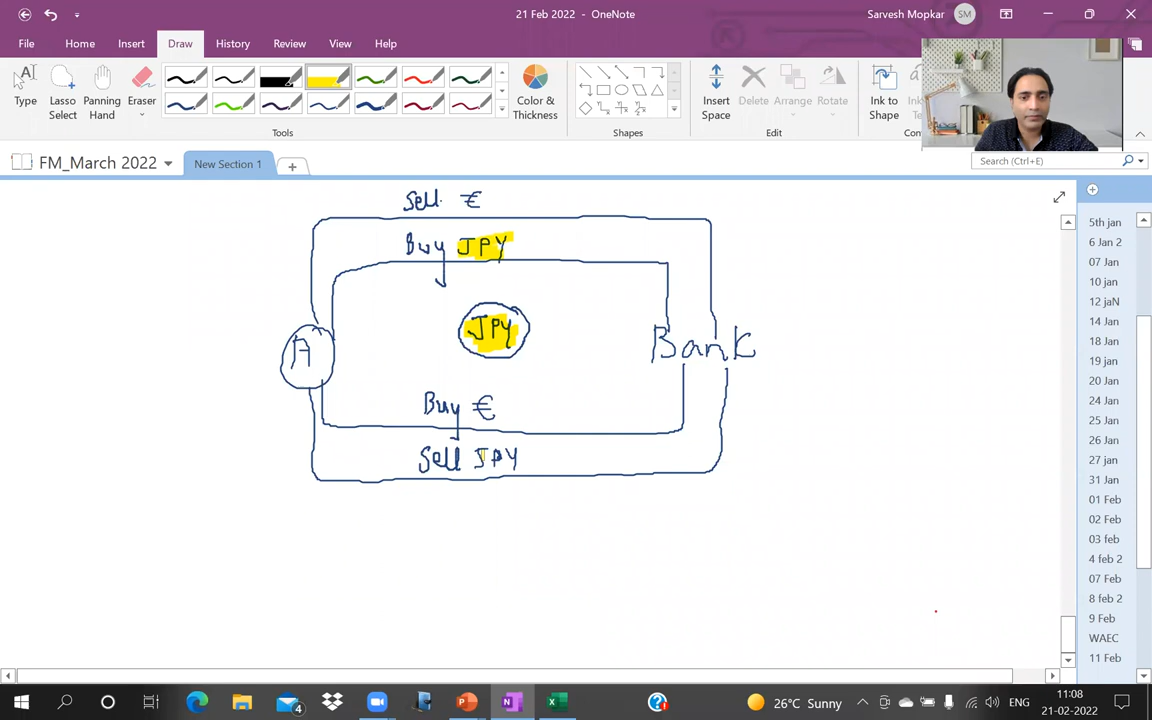 21 Feb 2022 - OneNote
Sarvesh Mopkar SM
File Home Insert Draw History Review View Help
Type
Lasso Select
Panning Hand
Eraser
Color & Thickness
Insert Space
Delete
Arrange
Rotate
Ink to Shape
Tools
Shapes
Edit
FM_March 2022
New Section 1
Search (Ctrl+E)
Sell €
Buy JPY
JPY
A
Bank
Buy €
Sell JPY
5th jan
6 Jan 2
07 Jan
10 jan
12 jaN
14 Jan
18 Jan
19 jan
20 Jan
24 Jan
25 Jan
26 Jan
27 jan
31 Jan
01 Feb
02 Feb
03 feb
4 feb 2
07 Feb
8 feb 2
9 Feb
WAEC
11 Feb
4
26°C Sunny
ENG
11:08
21-02-2022